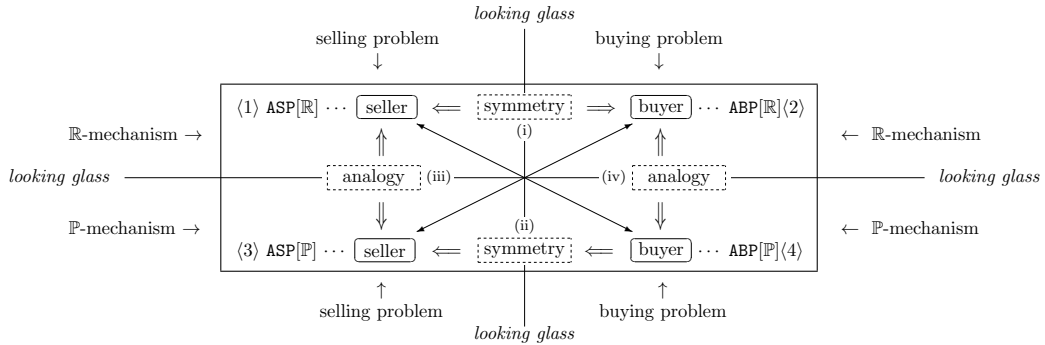 looking glass
selling problem buying problem
↓ ↓
⟨1⟩ ASP[ℝ] ··· seller ⇐ symmetry ⇒ buyer ··· ABP[ℝ]⟨2⟩
(i)
ℝ-mechanism → ← ℝ-mechanism
looking glass analogy (iii) (iv) analogy looking glass
ℙ-mechanism → (ii) ← ℙ-mechanism
⟨3⟩ ASP[ℙ] ··· seller ⇐ symmetry ⇐ buyer ··· ABP[ℙ]⟨4⟩
↑ ↑
selling problem buying problem
looking glass